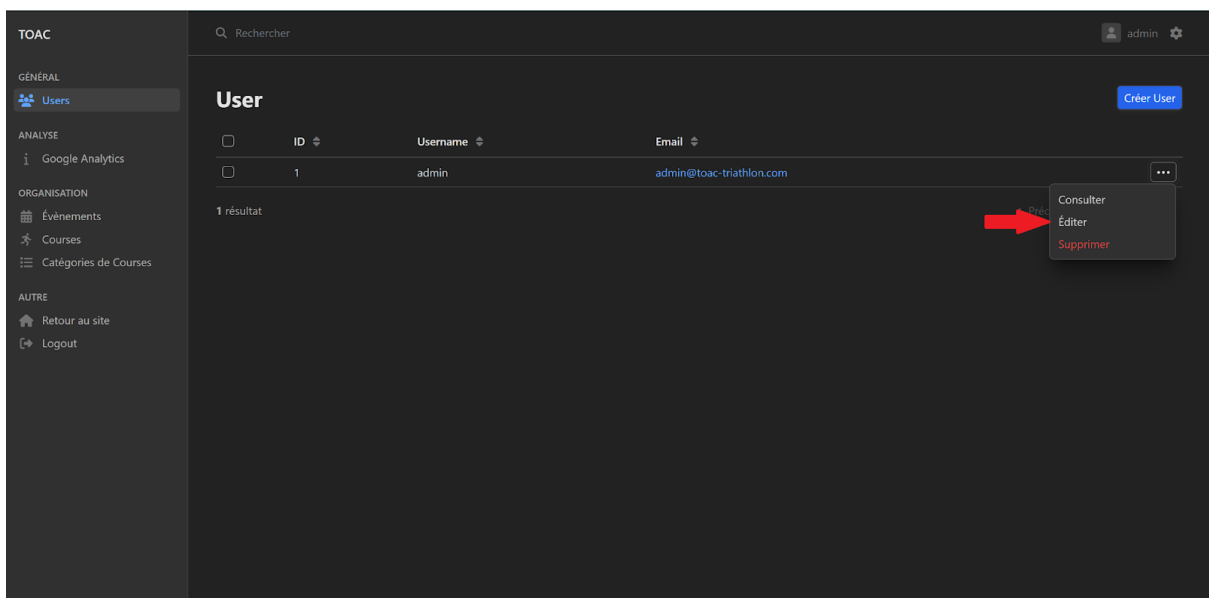 TOAC
Rechercher
admin
GÉNÉRAL
Users
ANALYSE
Google Analytics
ORGANISATION
Évènements
Courses
Catégories de Courses
AUTRE
Retour au site
Logout
User
Créer User
ID Username Email
1 admin admin@toac-triathlon.com
1 résultat
Consulter
Éditer
Supprimer